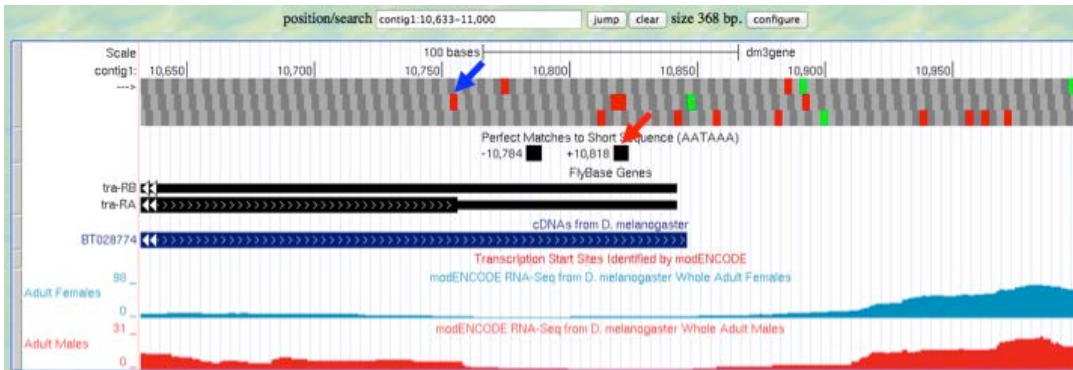 position/search contig1:10,633-11,000 jump clear size 368 bp. configure
Scale 100 bases dm3gene
contig1: 10,650 10,700 10,750 10,800 10,850 10,900 10,950
--->
Perfect Matches to Short Sequence (AATAAA)
-10,784 +10,818
FlyBase Genes
tra-RB
tra-RA
cDNAs from D. melanogaster
BT028774
Transcription Start Sites Identified by modENCODE
modENCODE RNA-Seq from D. melanogaster Whole Adult Females
98 _
Adult Females
0 _
modENCODE RNA-Seq from D. melanogaster Whole Adult Males
31 _
Adult Males
0 _